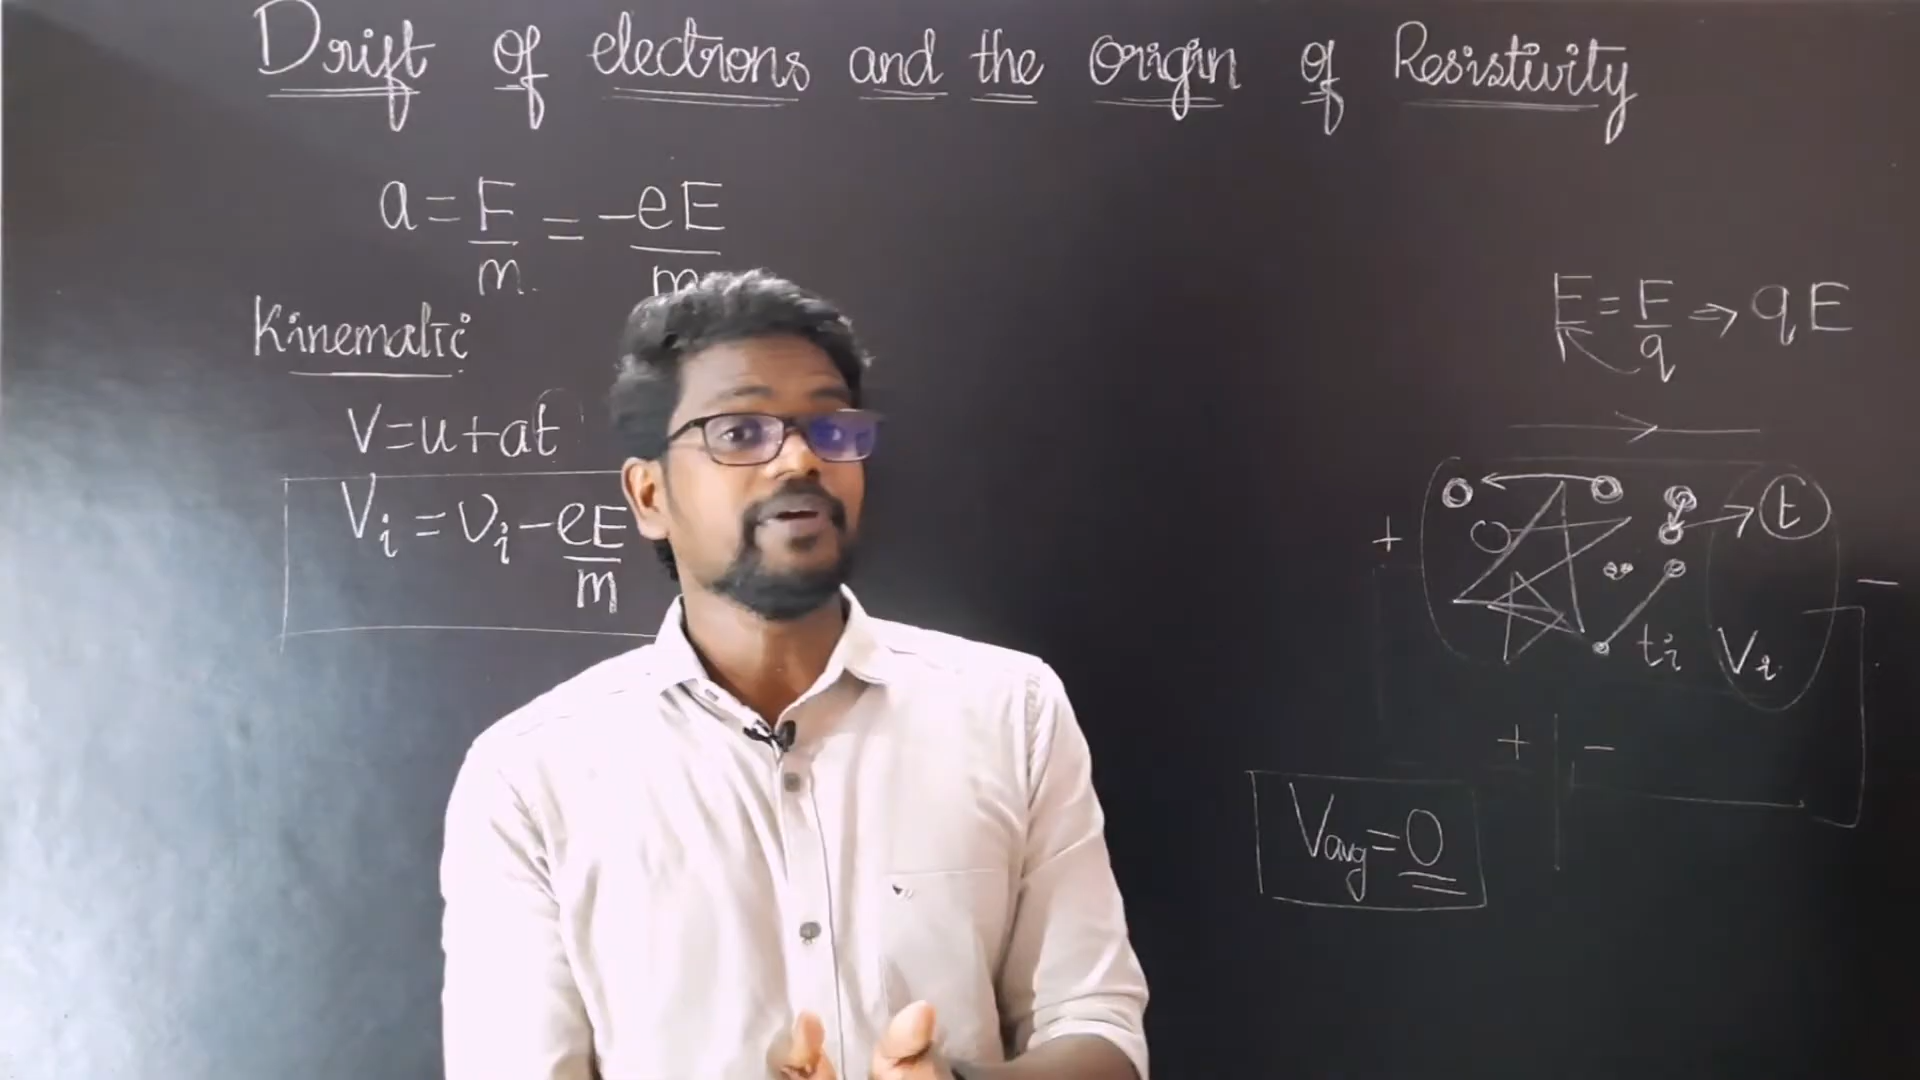 Drift of electrons and the origin of Resistivity
a = F/m = -eE/m
Kinematic
V=u+at
Vi = vi - eE/m
E = F/q ⇒ qE
+
t
-
ti Vi
+ -
Vavg = 0